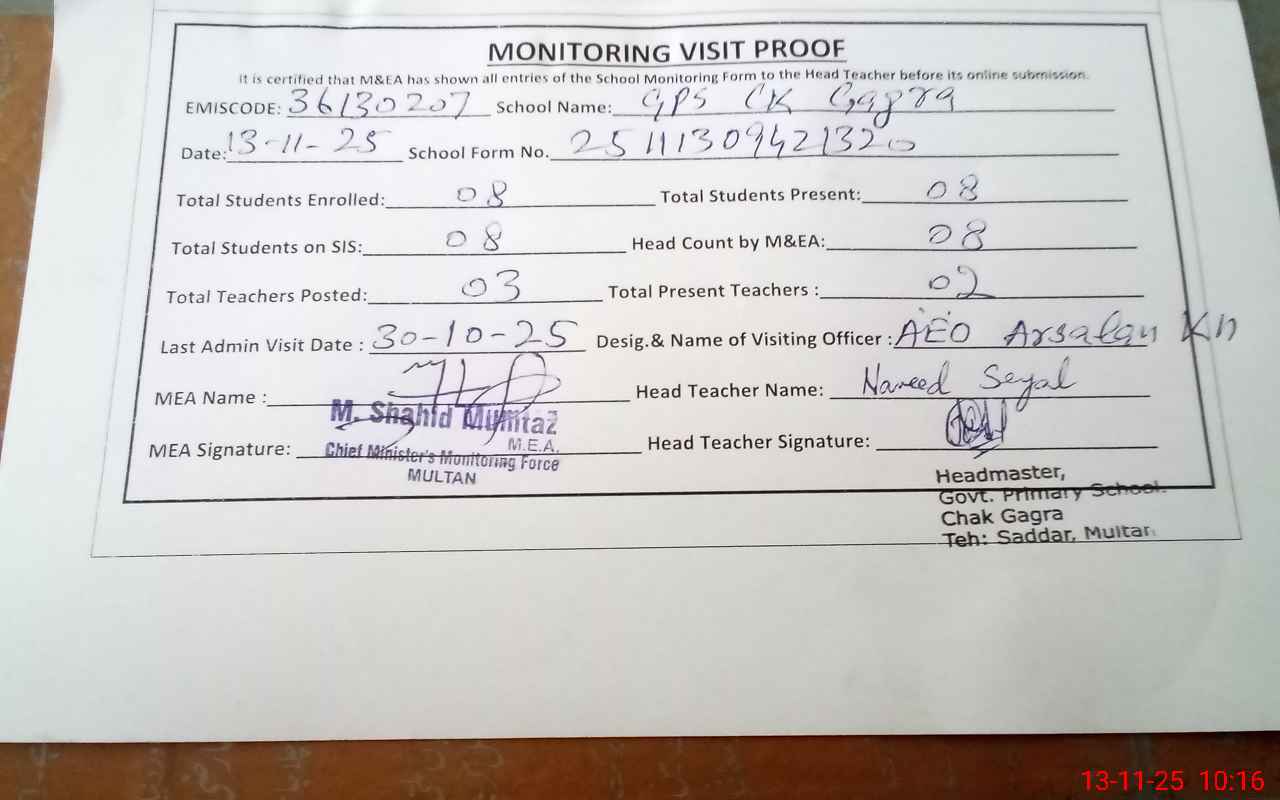 MONITORING VISIT PROOF
It is certified that M&EA has shown all entries of the School Monitoring Form to the Head Teacher before its online submission.
EMISCODE: 36130207 School Name: GPS CK Gagra
Date: 13-11-25 School Form No. 25111309421320
Total Students Enrolled: 08 Total Students Present: 08
Total Students on SIS: 08 Head Count by M&EA: 08
Total Teachers Posted: 03 Total Present Teachers : 02
Last Admin Visit Date : 30-10-25 Desig.& Name of Visiting Officer : AEO Arsalan Kn
MEA Name : Head Teacher Name: Naveed Seyal
M. Shahid Mumtaz
M.E.A.
MEA Signature: Head Teacher Signature:
Chief Minister's Monitoring Force
MULTAN
Headmaster,
Govt. Primary School.
Chak Gagra
Teh: Saddar, Multan.
13-11-25 10:16